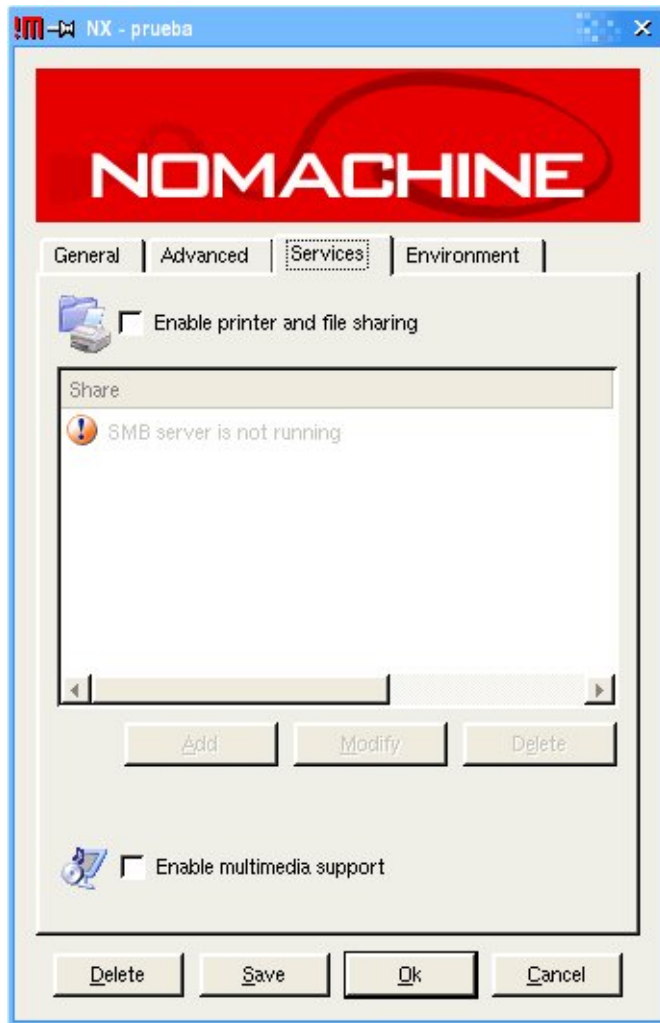 !M NX - prueba
NOMACHINE
General Advanced Services Environment
Enable printer and file sharing
Share
SMB server is not running
Add Modify Delete
Enable multimedia support
Delete Save Ok Cancel